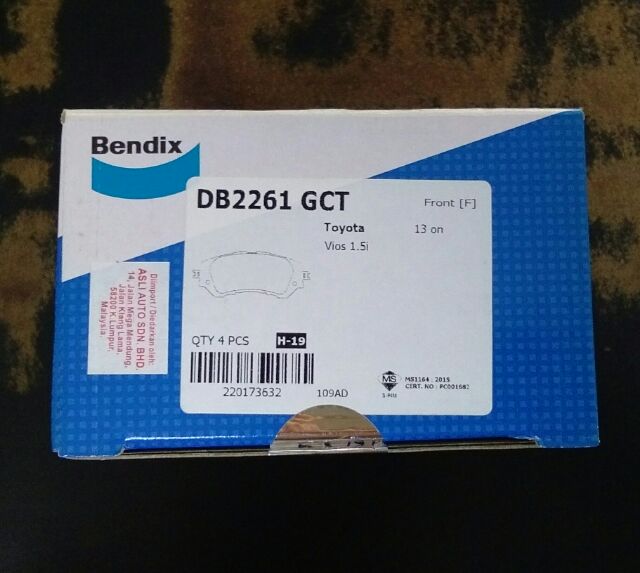 Bendix
DB2261 GCT
Front [F]
Toyota
13 on
Vios 1.5i
QTY 4 PCS
H-19
220173632
109AD
MS
S-RIM
MS1164 : 2015
CERT. NO : PC001682
Diimport / Diedarkan oleh:
ASLI AUTO SDN. BHD.
14, Jalan Mega Mendung,
Jalan Klang Lama,
58200 K.Lumpur,
Malaysia.